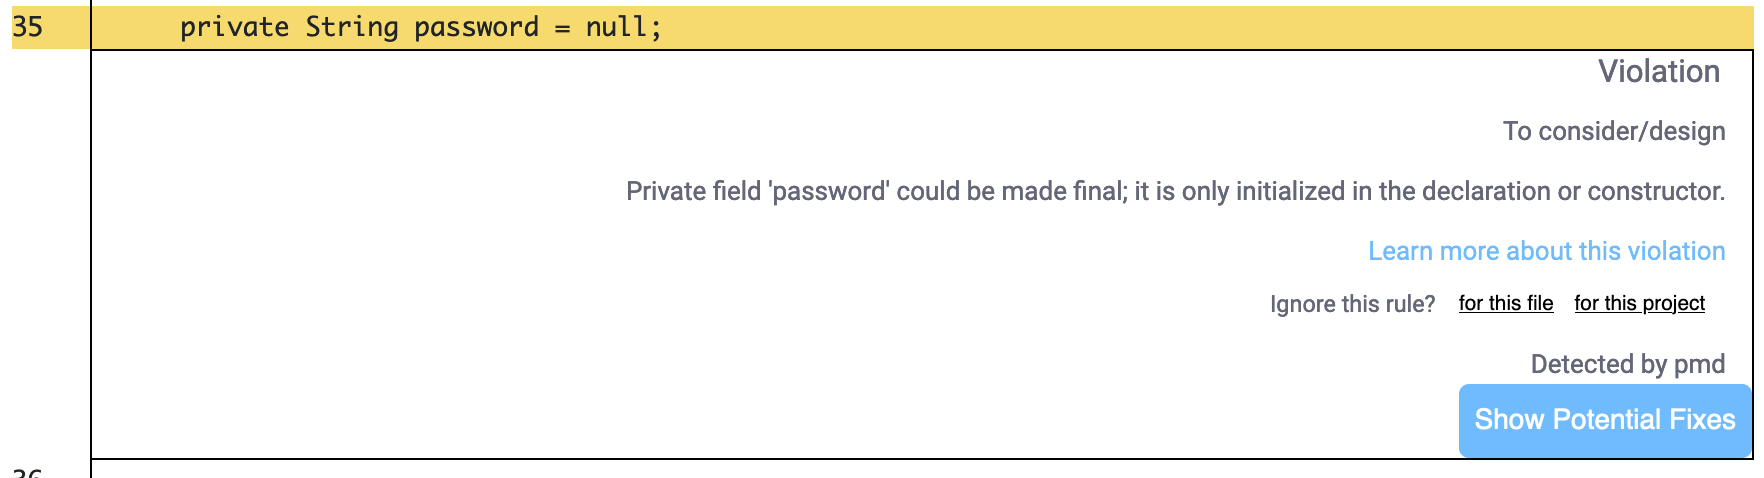 35 private String password = null;
Violation
To consider/design
Private field 'password' could be made final; it is only initialized in the declaration or constructor.
Learn more about this violation
Ignore this rule? for this file for this project
Detected by pmd
Show Potential Fixes
36